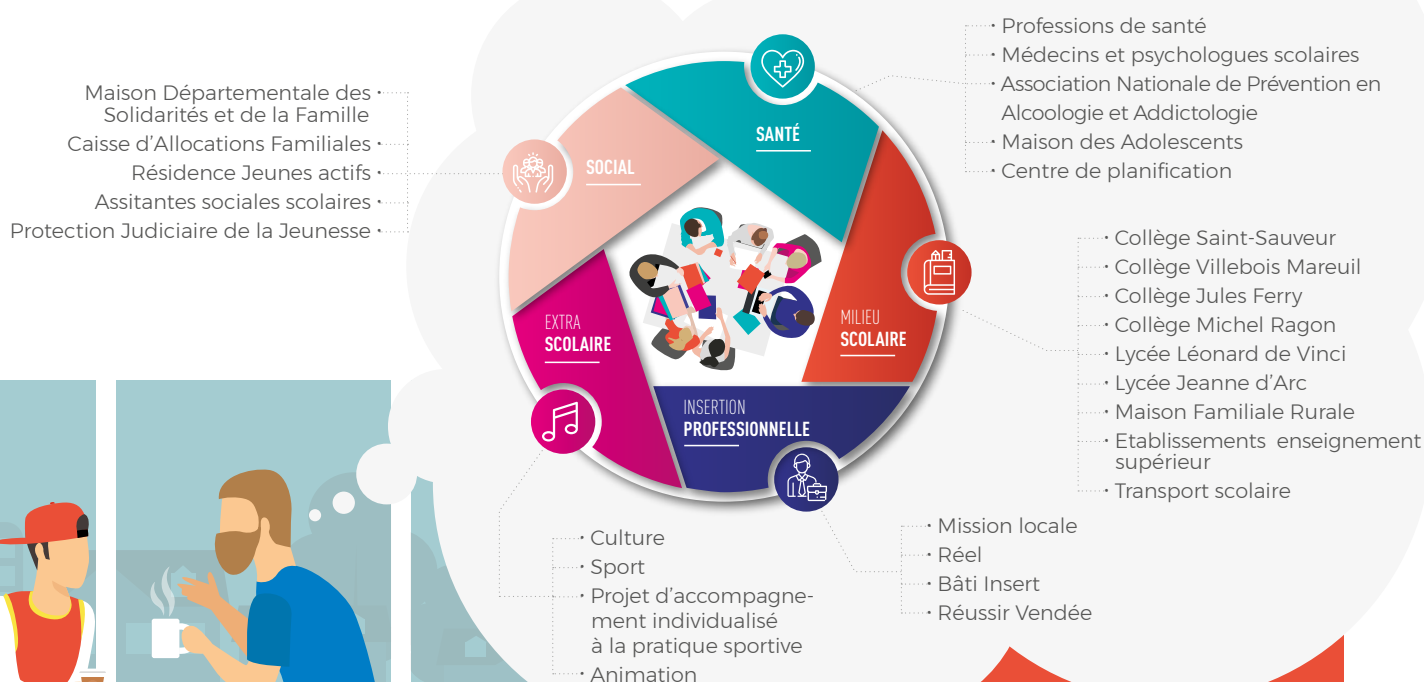 Maison Départementale des
Solidarités et de la Famille
Caisse d’Allocations Familiales
Résidence Jeunes actifs
Assitantes sociales scolaires
Protection Judiciaire de la Jeunesse
SOCIAL
SANTÉ
· Professions de santé
· Médecins et psychologues scolaires
· Association Nationale de Prévention en
Alcoologie et Addictologie
· Maison des Adolescents
· Centre de planification
MILIEU
SCOLAIRE
· Collège Saint-Sauveur
· Collège Villebois Mareuil
· Collège Jules Ferry
· Collège Michel Ragon
· Lycée Léonard de Vinci
· Lycée Jeanne d’Arc
· Maison Familiale Rurale
· Etablissements enseignement
supérieur
· Transport scolaire
EXTRA
SCOLAIRE
· Culture
· Sport
· Projet d’accompagne-
ment individualisé
à la pratique sportive
· Animation
INSERTION
PROFESSIONNELLE
· Mission locale
· Réel
· Bâti Insert
· Réussir Vendée